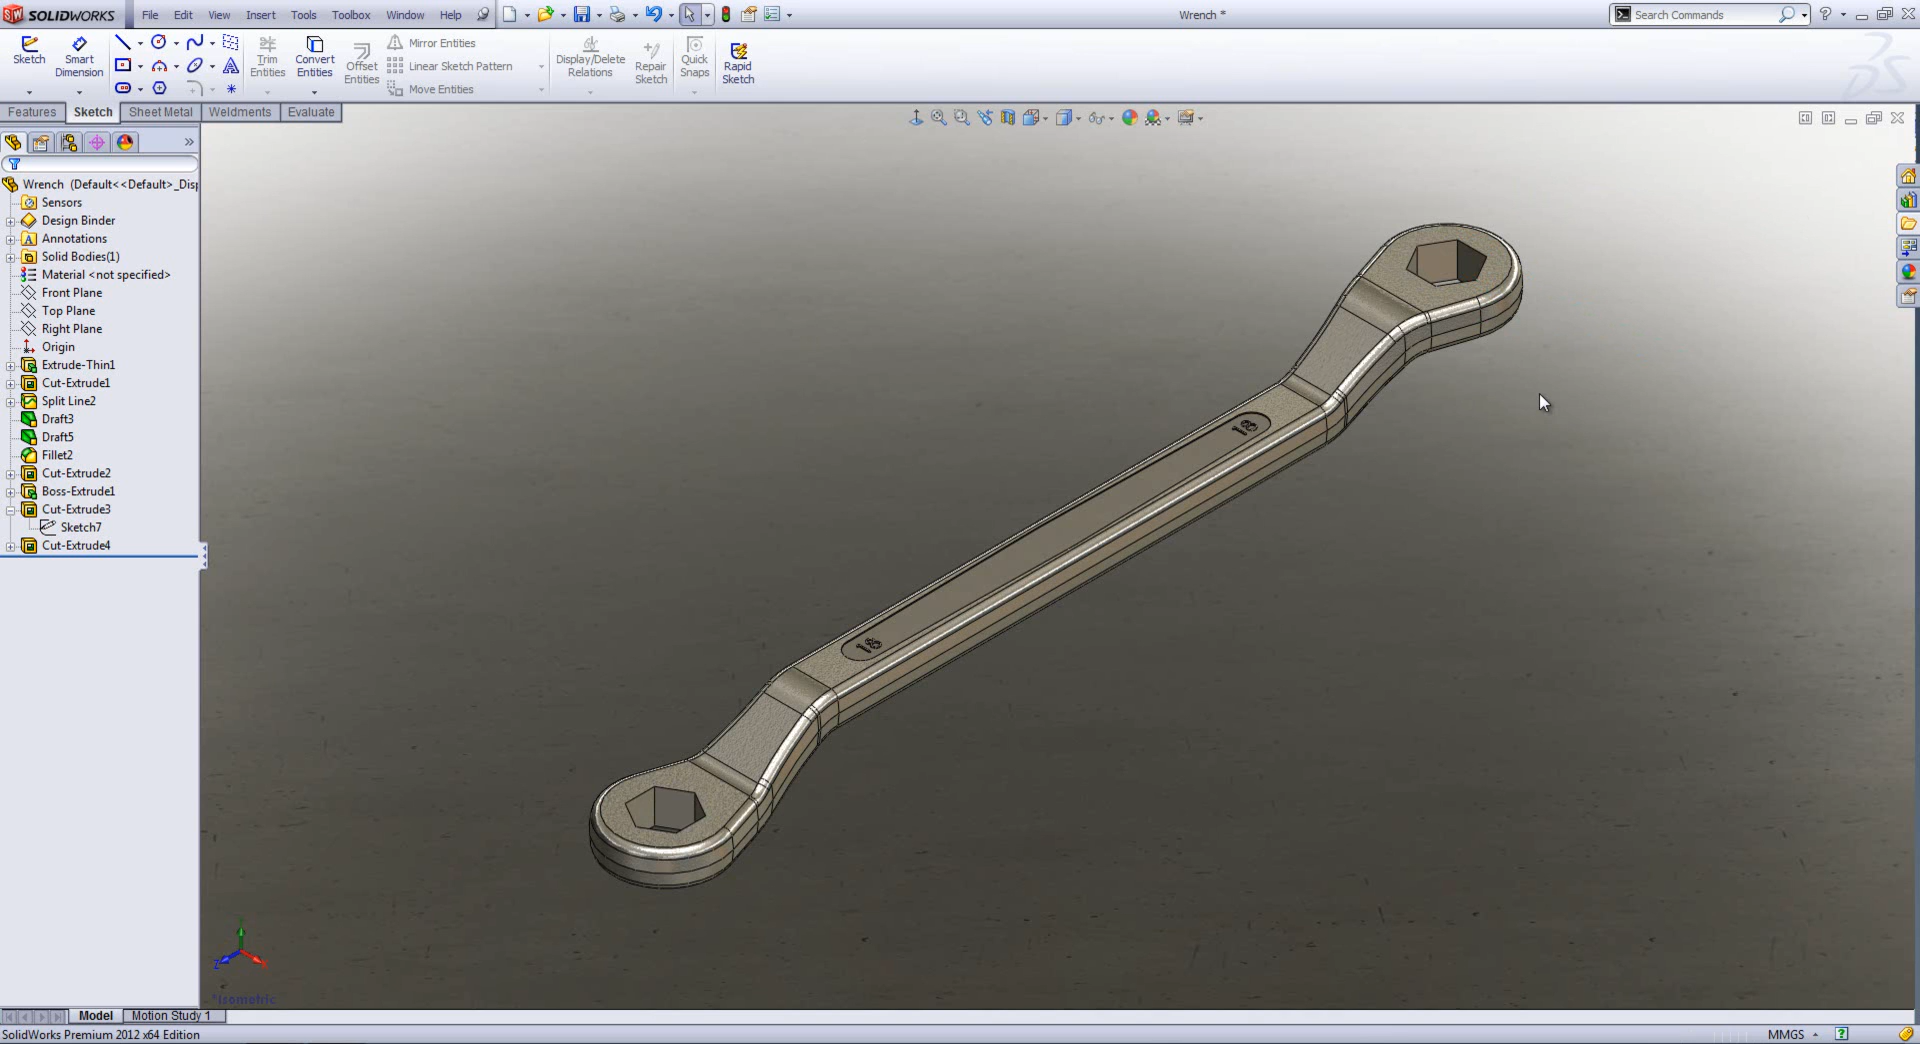 SOLIDWORKS File Edit View Insert Tools Toolbox Window Help Wrench * Search Commands ?
Sketch Smart Dimension Trim Entities Convert Entities Offset Entities Mirror Entities Linear Sketch Pattern Move Entities Display/Delete Relations Repair Sketch Quick Snaps Rapid Sketch
Features Sketch Sheet Metal Weldments Evaluate
Wrench (Default<<Default>_Disp
Sensors
Design Binder
Annotations
Solid Bodies(1)
Material <not specified>
Front Plane
Top Plane
Right Plane
Origin
Extrude-Thin1
Cut-Extrude1
Split Line2
Draft3
Draft5
Fillet2
Cut-Extrude2
Boss-Extrude1
Cut-Extrude3
Sketch7
Cut-Extrude4
*Isometric
Model Motion Study 1
SolidWorks Premium 2012 x64 Edition MMGS